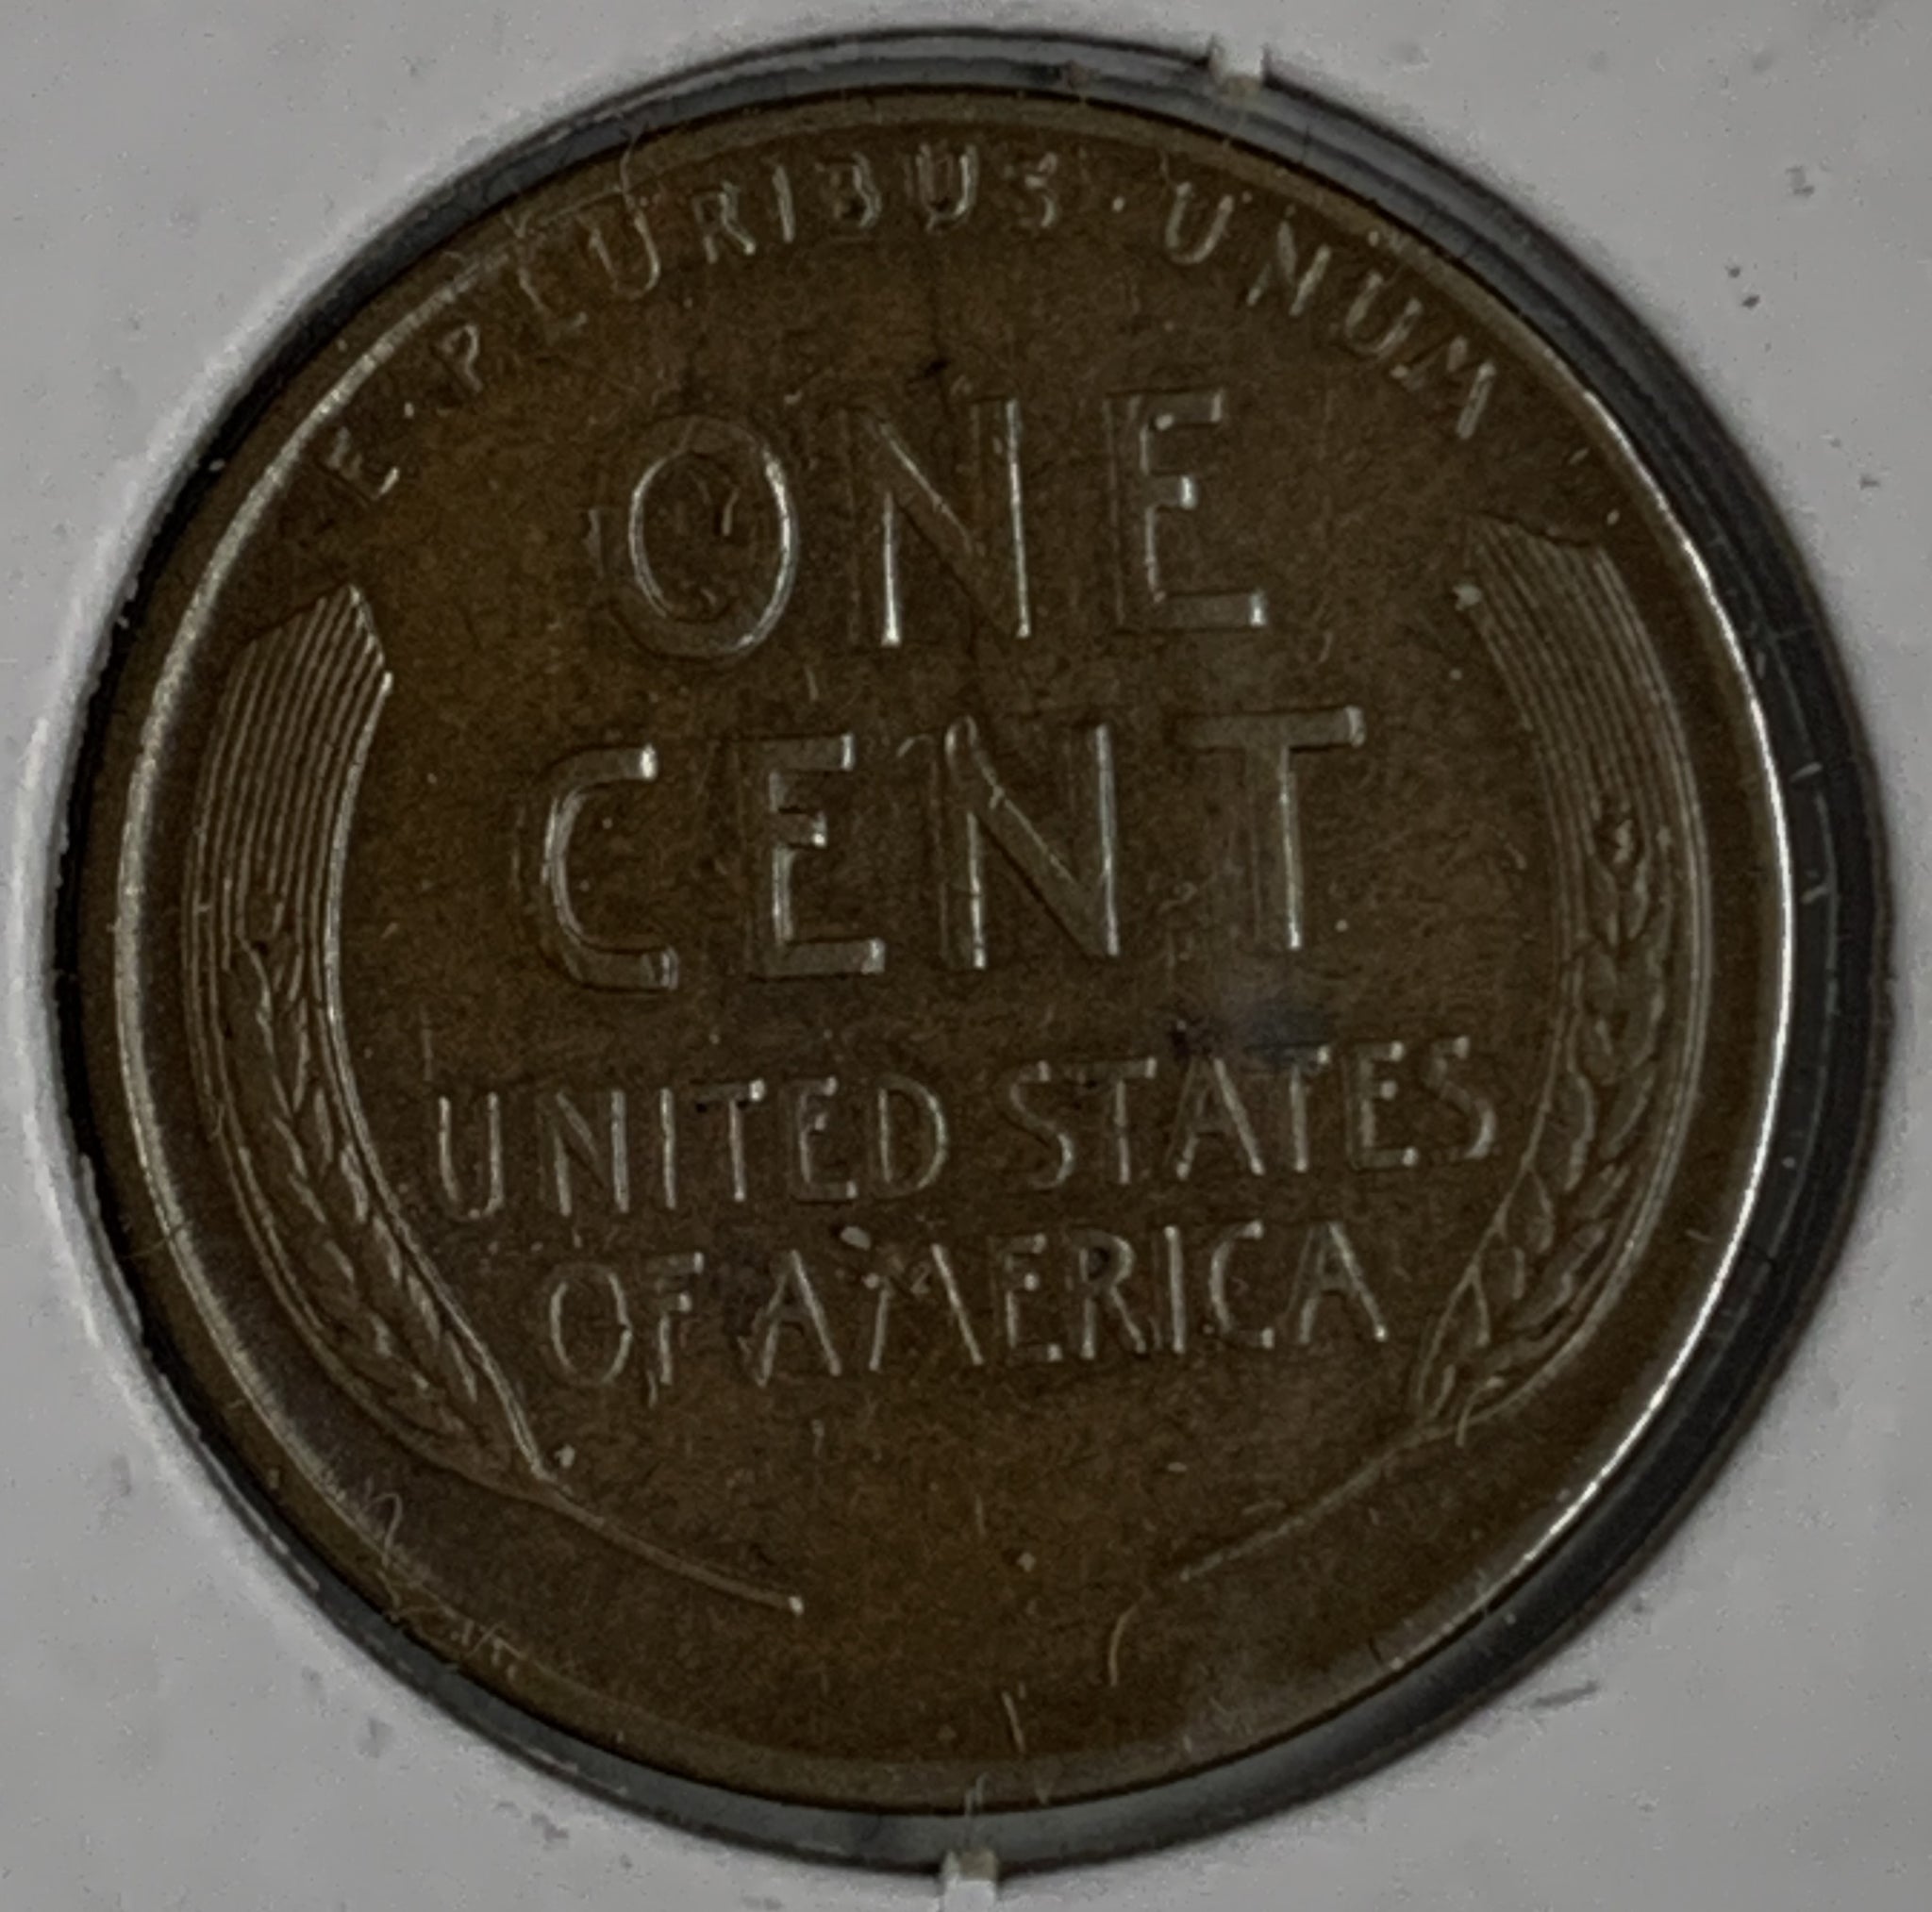 E · PLURIBUS · UNUM
ONE
CENT
UNITED STATES
OF AMERICA